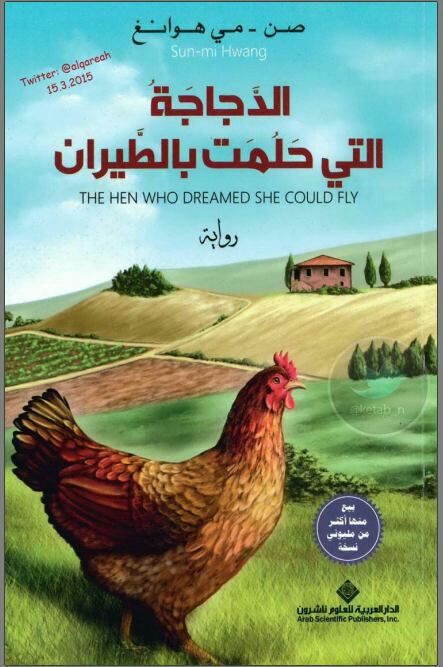 صن - مي هوانغ
Sun-mi Hwang
Twitter: @alqareah
15.3.2015
الدَّجاجَةُ
التي حَلُمَت بالطَّيران
THE HEN WHO DREAMED SHE COULD FLY
رواية
@ketab_n
بيع
منها أكثر
من مليوني
نسخة
الدار العربية للعلوم ناشرون
Arab Scientific Publishers, Inc.